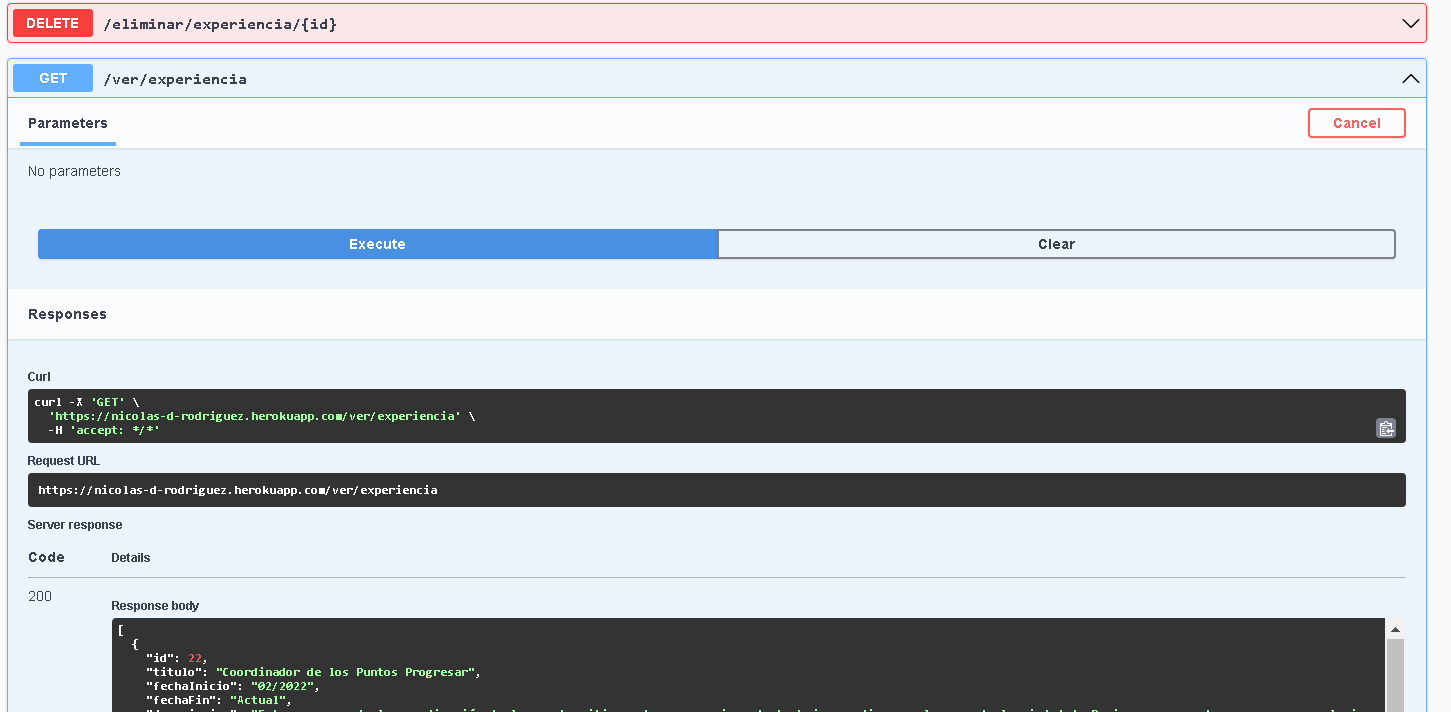 DELETE /eliminar/experiencia/{id}
GET /ver/experiencia
Parameters
Cancel
No parameters
Execute
Clear
Responses
Curl
curl -X 'GET' \
'https://nicolas-d-rodriguez.herokuapp.com/ver/experiencia' \
-H 'accept: */*'
Request URL
https://nicolas-d-rodriguez.herokuapp.com/ver/experiencia
Server response
Code Details
200
Response body
[
{
"id": 22,
"titulo": "Coordinador de los Puntos Progresar",
"fechaInicio": "02/2022",
"fechaFin": "Actual",